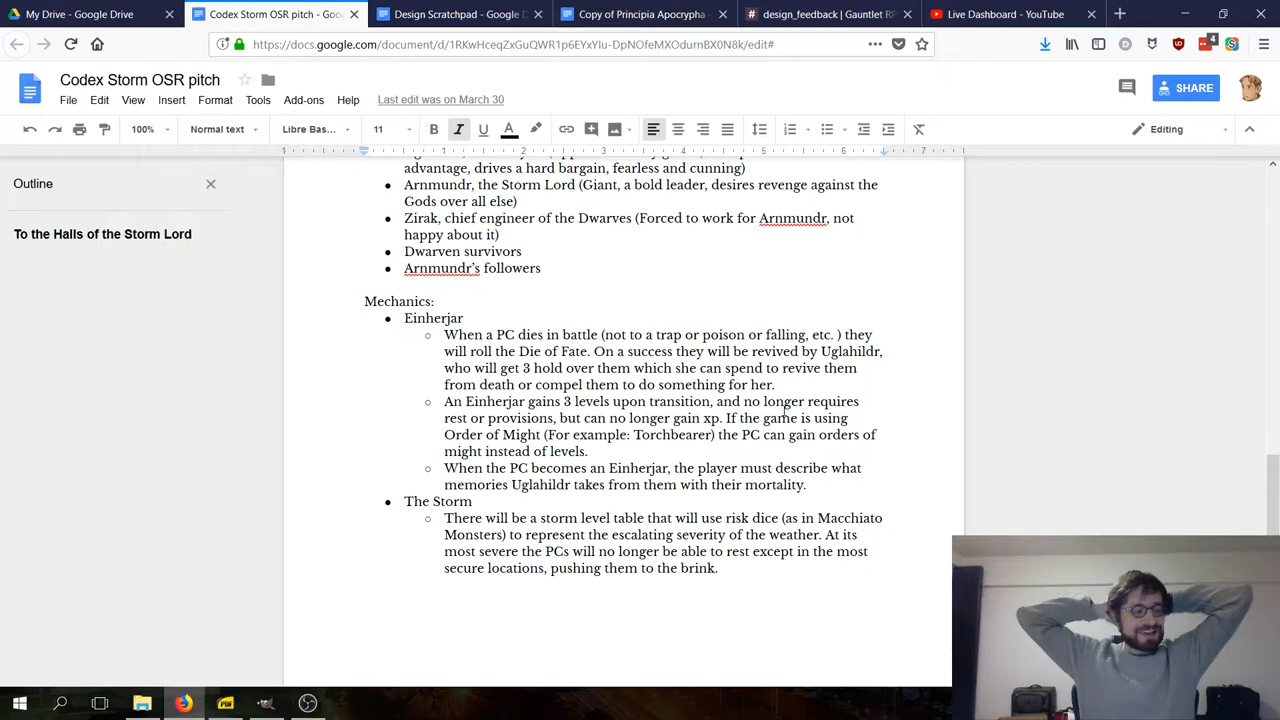 My Drive - Google Drive
Codex Storm OSR pitch - Goo
Design Scratchpad - Google D
Copy of Principia Apocrypha -
design_feedback | Gauntlet RP
Live Dashboard - YouTube
https://docs.google.com/document/d/1RKwHceqZxGuQWR1p6EYxYIu-DpNOfeMXOdurnBX0N8k/edit#
4
Codex Storm OSR pitch
File Edit View Insert Format Tools Add-ons Help Last edit was on March 30
SHARE
100% Normal text Libre Bas... 11 B I U A Editing
1 1 2 3 4 5 6 7
Outline
To the Halls of the Storm Lord
advantage, drives a hard bargain, fearless and cunning)
Arnmundr, the Storm Lord (Giant, a bold leader, desires revenge against the
Gods over all else)
Zirak, chief engineer of the Dwarves (Forced to work for Arnmundr, not
happy about it)
Dwarven survivors
Arnmundr's followers
Mechanics:
Einherjar
When a PC dies in battle (not to a trap or poison or falling, etc. ) they
will roll the Die of Fate. On a success they will be revived by Uglahildr,
who will get 3 hold over them which she can spend to revive them
from death or compel them to do something for her.
An Einherjar gains 3 levels upon transition, and no longer requires
rest or provisions, but can no longer gain xp. If the game is using
Order of Might (For example: Torchbearer) the PC can gain orders of
might instead of levels.
When the PC becomes an Einherjar, the player must describe what
memories Uglahildr takes from them with their mortality.
The Storm
There will be a storm level table that will use risk dice (as in Macchiato
Monsters) to represent the escalating severity of the weather. At its
most severe the PCs will no longer be able to rest except in the most
secure locations, pushing them to the brink.